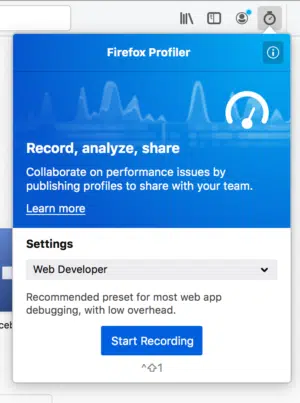 Firefox Profiler
Record, analyze, share
Collaborate on performance issues by
publishing profiles to share with your team.
Learn more
Settings
Web Developer
Recommended preset for most web app
debugging, with low overhead.
Start Recording
^⇧1